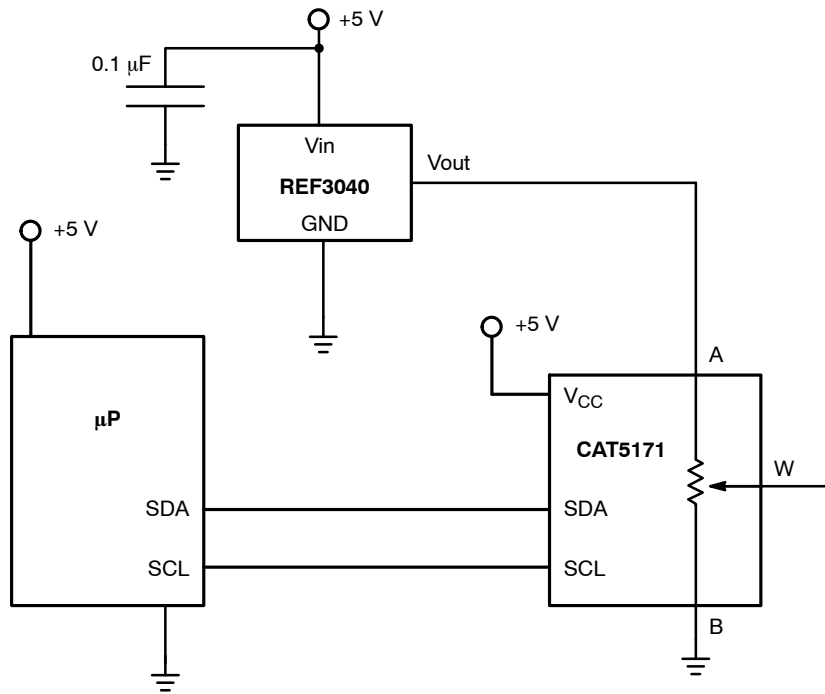 +5 V
0.1 μF
Vin
REF3040
GND
Vout
+5 V
+5 V
A
VCC
μP
CAT5171
W
SDA
SDA
SCL
SCL
B